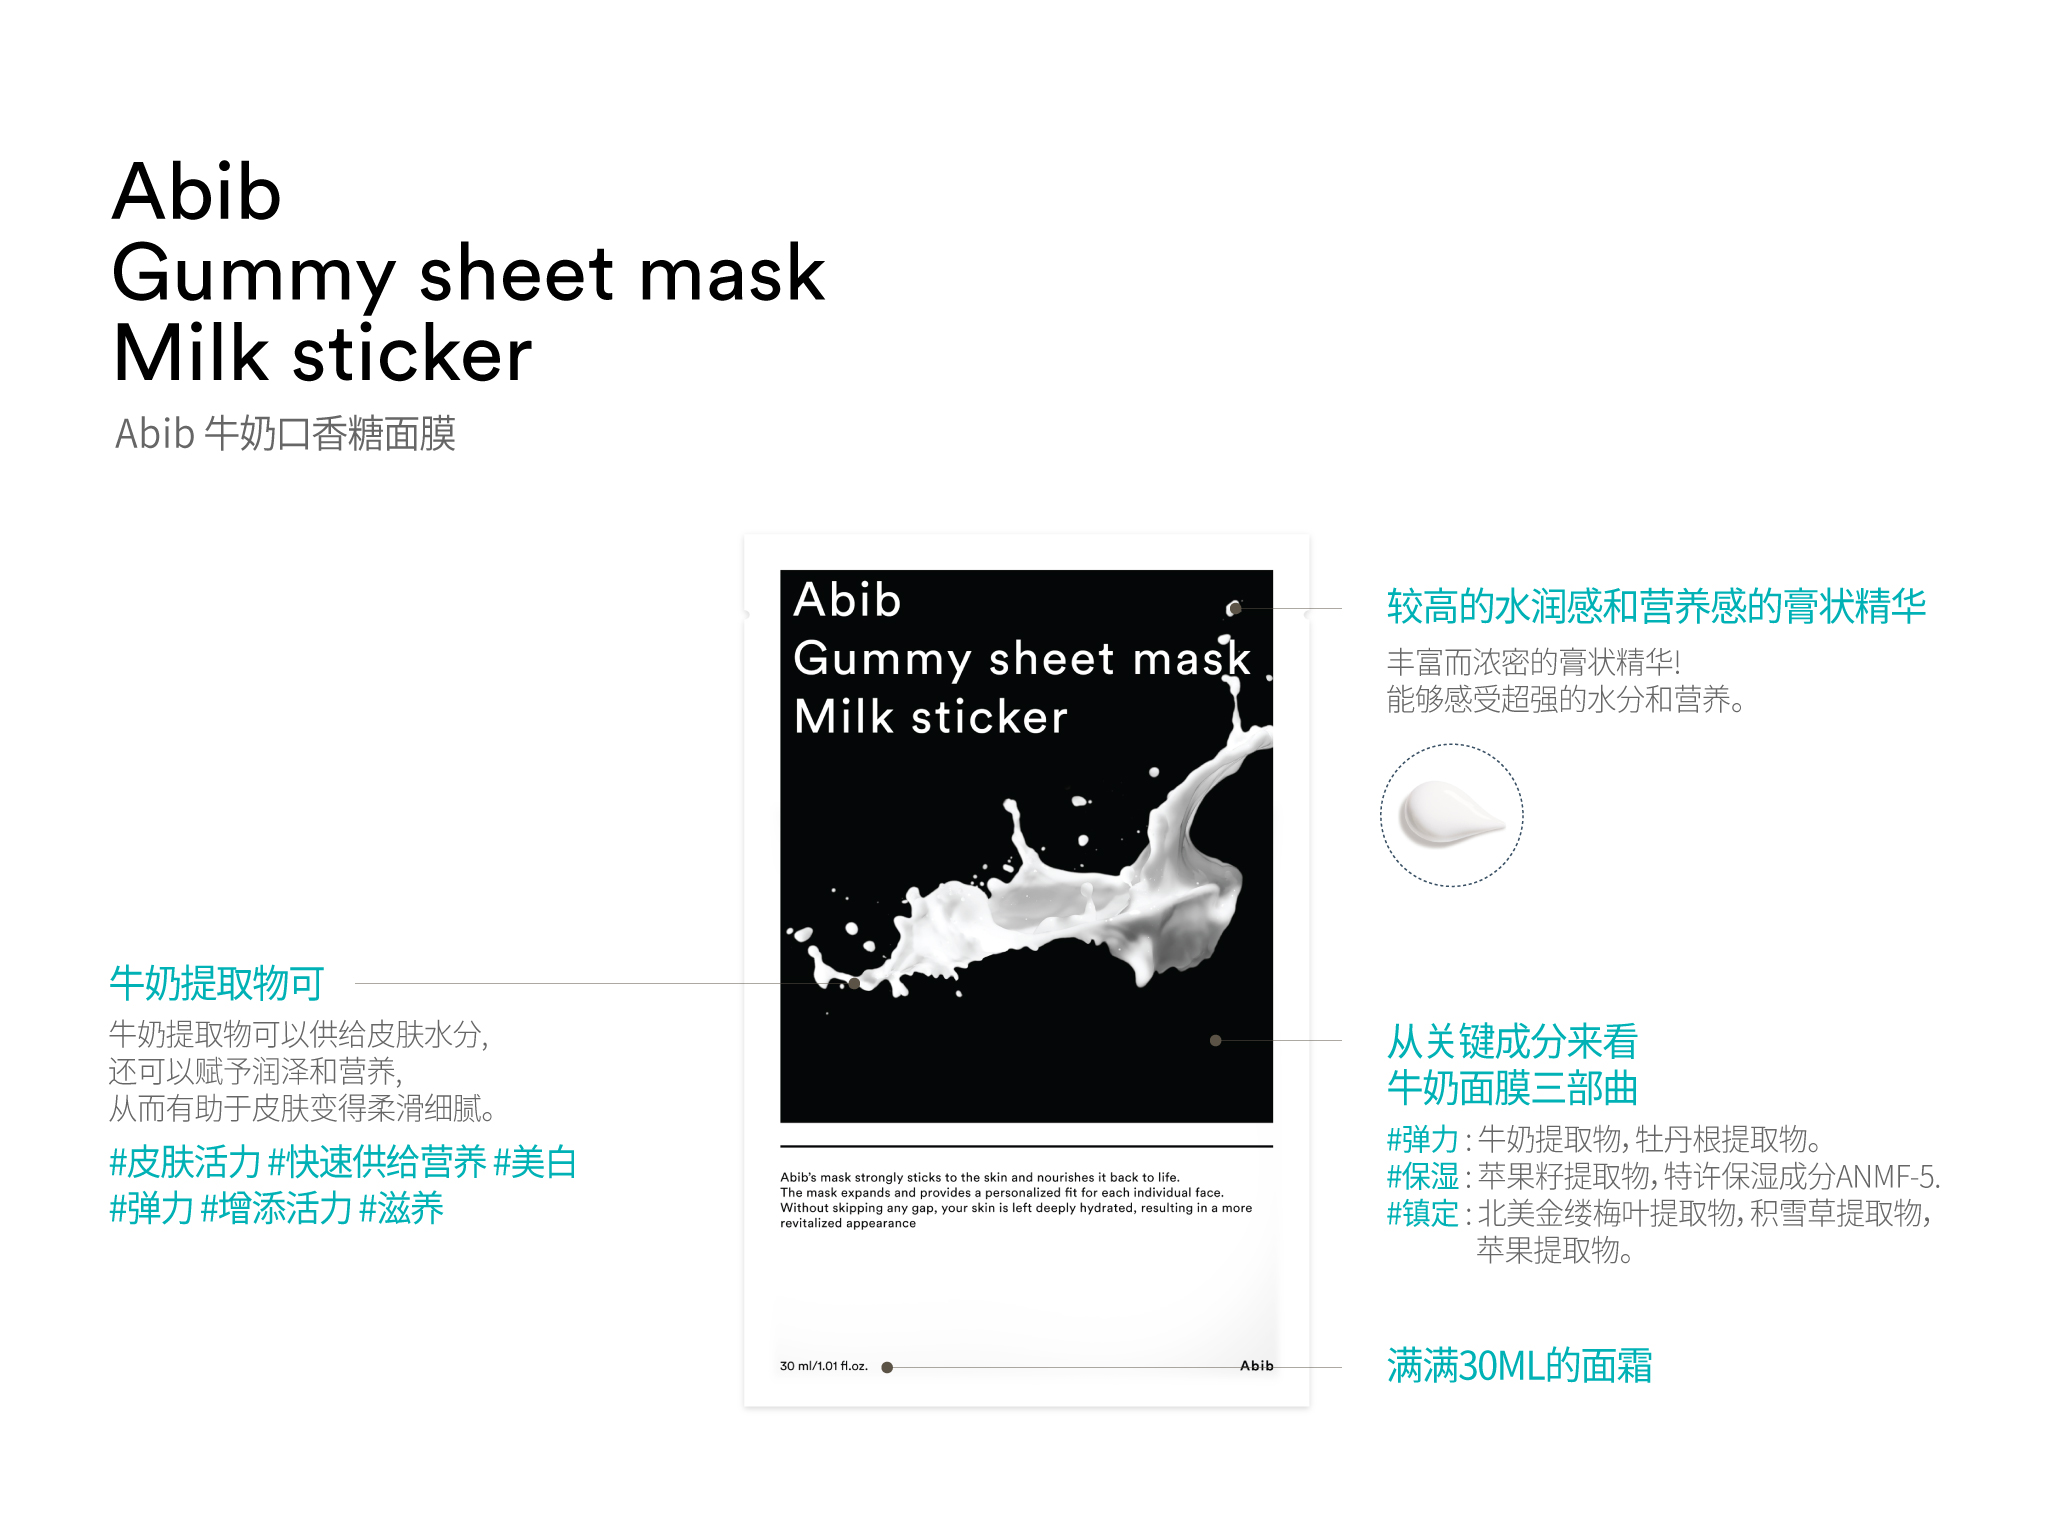 Abib
Gummy sheet mask
Milk sticker
Abib 牛奶口香糖面膜
Abib
Gummy sheet mask
Milk sticker
较高的水润感和营养感的膏状精华
丰富而浓密的膏状精华!
能够感受超强的水分和营养。
牛奶提取物可
牛奶提取物可以供给皮肤水分,
还可以赋予润泽和营养,
从而有助于皮肤变得柔滑细腻。
#皮肤活力 #快速供给营养 #美白
#弹力 #增添活力 #滋养
从关键成分来看
牛奶面膜三部曲
#弹力 : 牛奶提取物, 牡丹根提取物。
#保湿 : 苹果籽提取物, 特许保湿成分ANMF-5.
#镇定 : 北美金缕梅叶提取物, 积雪草提取物,
苹果提取物。
Abib's mask strongly sticks to the skin and nourishes it back to life.
The mask expands and provides a personalized fit for each individual face.
Without skipping any gap, your skin is left deeply hydrated, resulting in a more
revitalized appearance
30 ml/1.01 fl.oz.
Abib
满满30ML的面霜